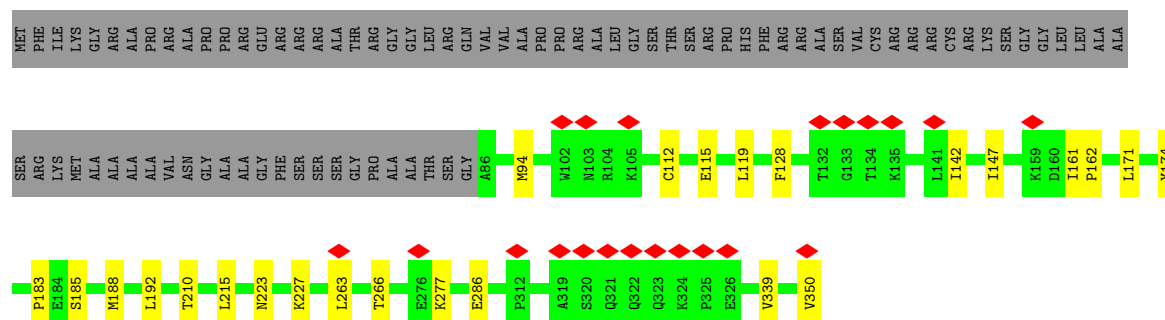 MET PHE ILE LYS GLY ARG ALA PRO ARG ALA PRO PRO ARG GLU ARG ARG ARG ALA THR ARG GLY GLY LEU ARG GLN VAL VAL ALA PRO PRO ARG ALA LEU GLY SER THR SER ARG PRO HIS PHE ARG ARG ALA SER VAL CYS ARG ARG ARG CYS ARG LYS SER GLY GLY LEU LEU ALA ALA
SER ARG LYS MET ALA ALA ALA ALA VAL ASN GLY ALA ALA GLY PHE SER SER SER GLY PRO ALA ALA THR SER GLY A86 M94 W102 N103 R104 K105 C112 E115 L119 F128 T132 G133 T134 K135 L141 I142 I147 K159 D160 I161 P162 L171
P183 E184 S185 M188 L192 T210 L215 N223 K227 L263 T266 E276 K277 E286 P312 A319 S320 Q321 Q322 Q323 K324 P325 E326 V339 V350